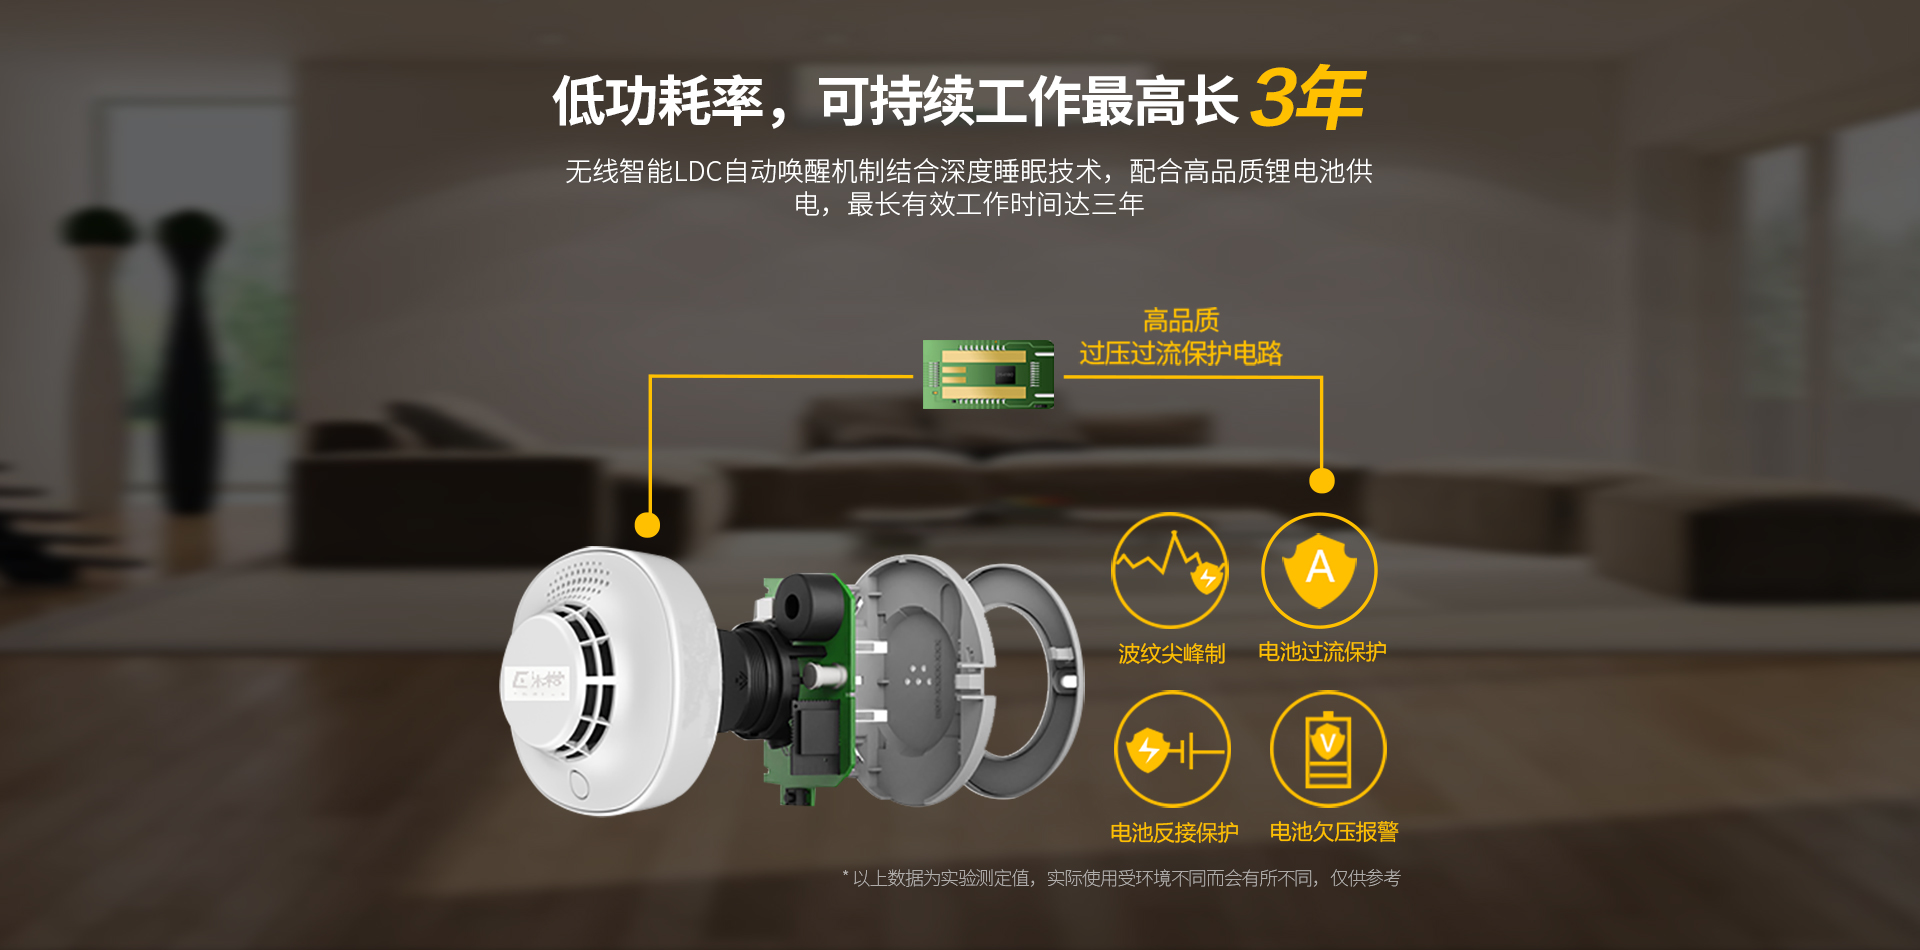 低功耗率，可持续工作最高长3年
无线智能LDC自动唤醒机制结合深度睡眠技术，配合高品质锂电池供
电，最长有效工作时间达三年
高品质
过压过流保护电路
A
波纹尖峰制
电池过流保护
V
电池反接保护
电池欠压报警
* 以上数据为实验测定值，实际使用受环境不同而会有所不同，仅供参考